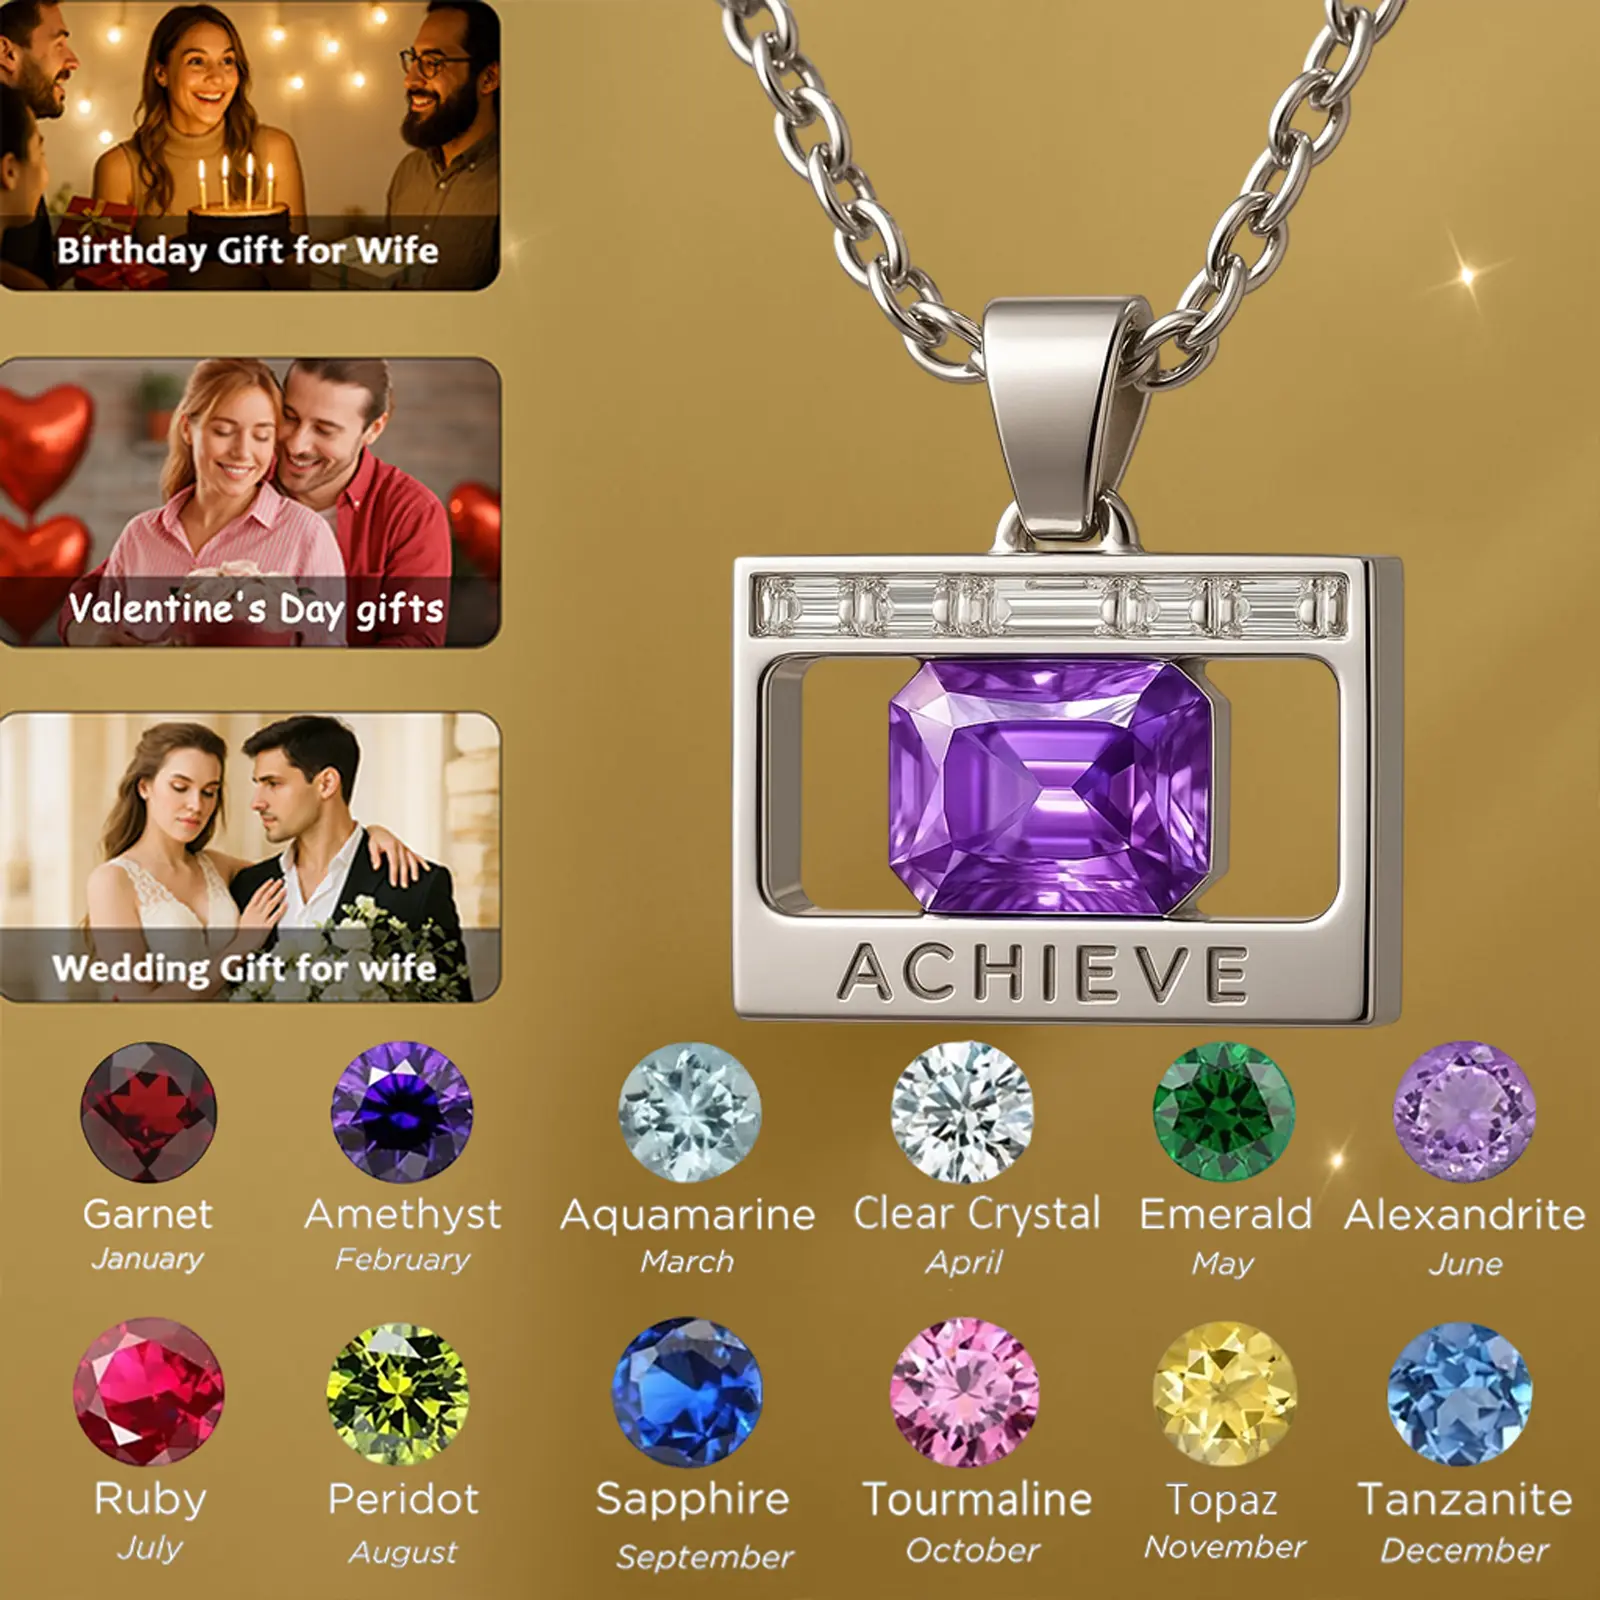 Birthday Gift for Wife
Valentine's Day gifts
Wedding Gift for wife
ACHIEVE
Garnet
January
Amethyst
February
Aquamarine
March
Clear Crystal
April
Emerald
May
Alexandrite
June
Ruby
July
Peridot
August
Sapphire
September
Tourmaline
October
Topaz
November
Tanzanite
December